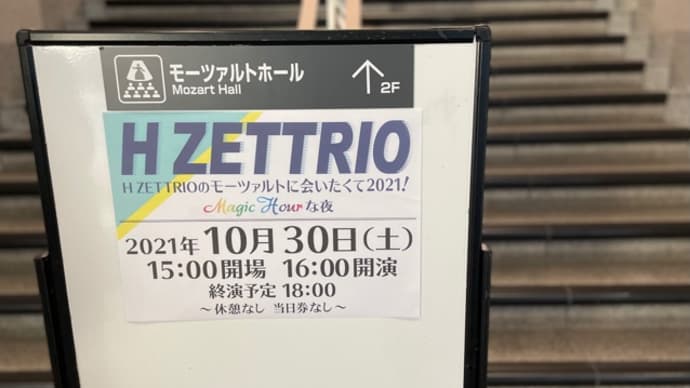 モーツァルトホール
Mozart Hall
2F
H ZETTRIO
H ZETTRIOのモーツァルトに会いたくて2021!
Magic Hourな夜
2021年10月30日(土)
15:00開場 16:00開演
終演予定 18:00
～休憩なし 当日券なし～